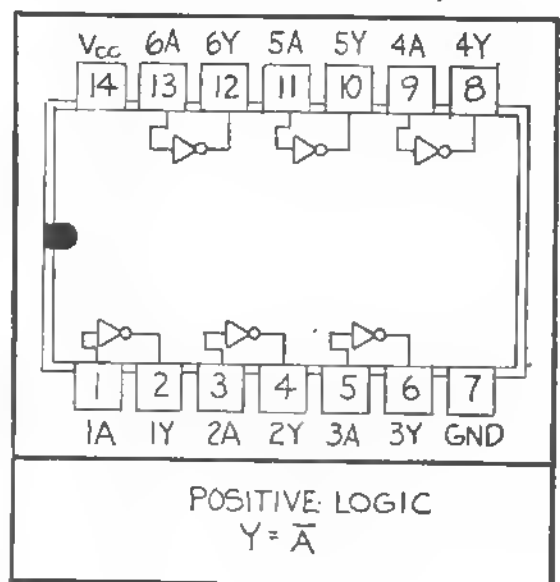 Vcc 6A 6Y 5A 5Y 4A 4Y
14 13 12 11 10 9 8
1 2 3 4 5 6 7
1A 1Y 2A 2Y 3A 3Y GND
POSITIVE LOGIC
Y = A̅